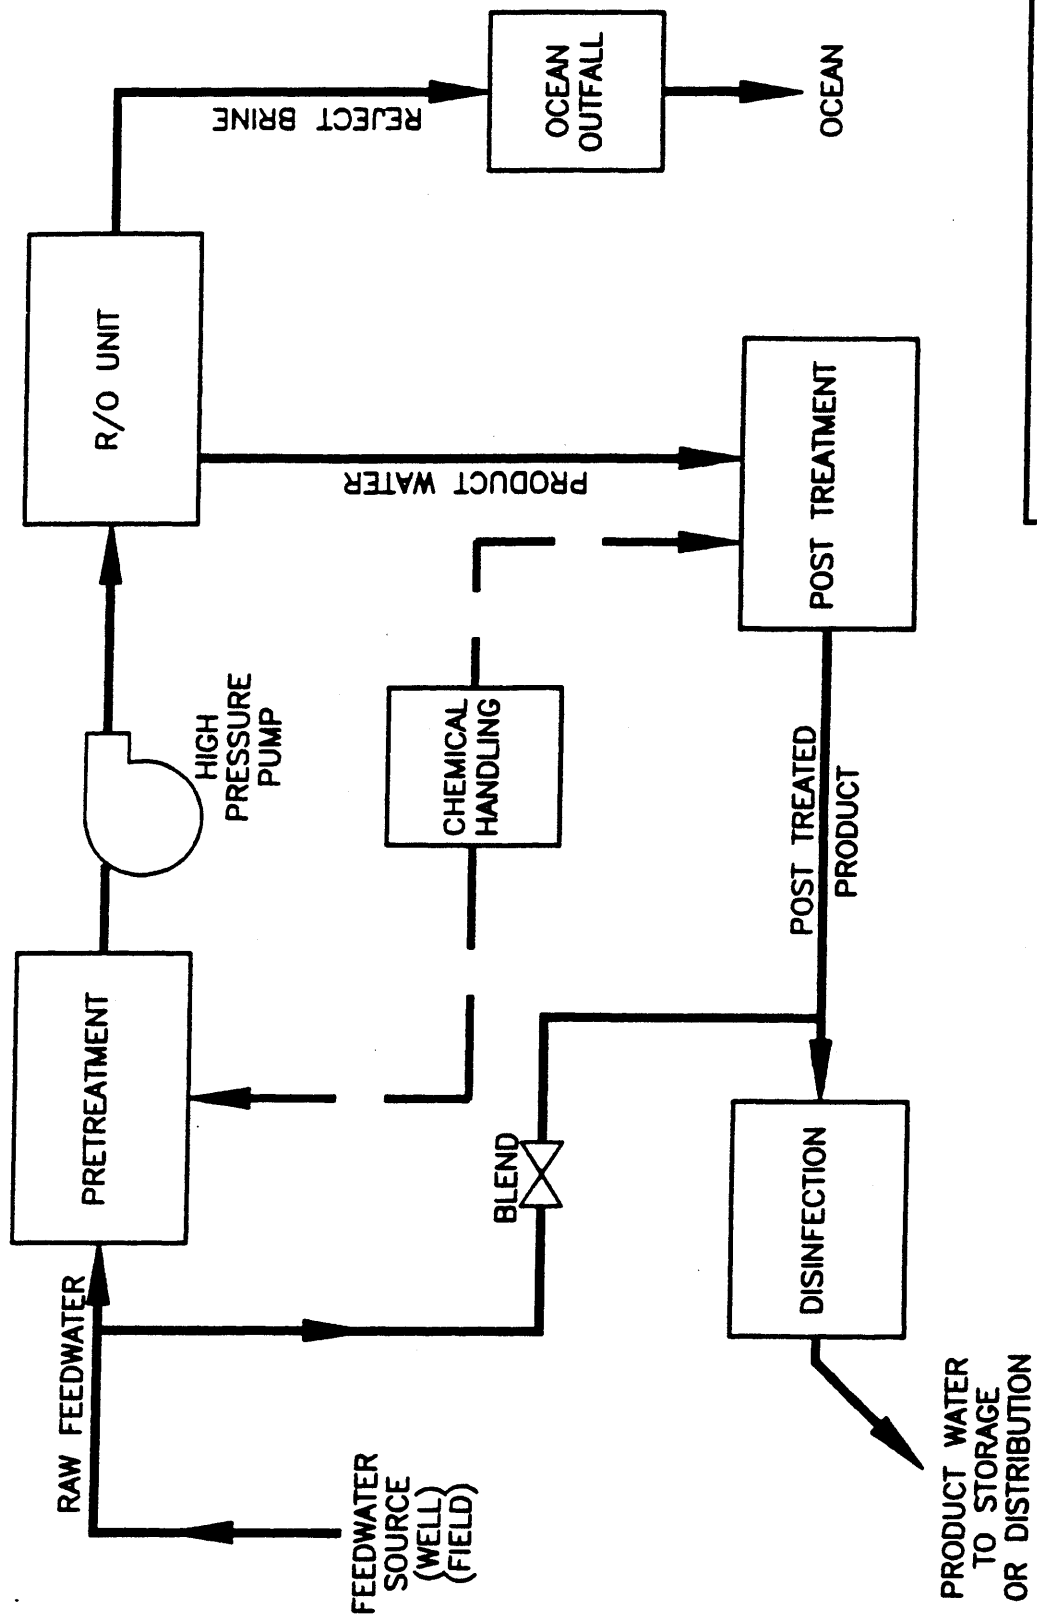 RAW FEEDWATER
FEEDWATER
SOURCE
(WELL)
(FIELD)
PRETREATMENT
HIGH
PRESSURE
PUMP
R/O UNIT
REJECT BRINE
OCEAN
OUTFALL
OCEAN
PRODUCT WATER
CHEMICAL
HANDLING
BLEND
POST TREATMENT
POST TREATED
PRODUCT
DISINFECTION
PRODUCT WATER
TO STORAGE
OR DISTRIBUTION